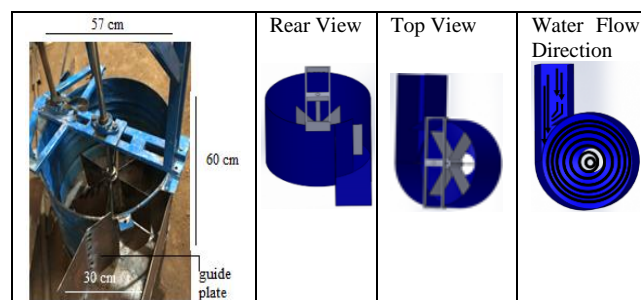 57 cm
60 cm
30 cm
guide
plate
Rear View
Top View
Water Flow
Direction